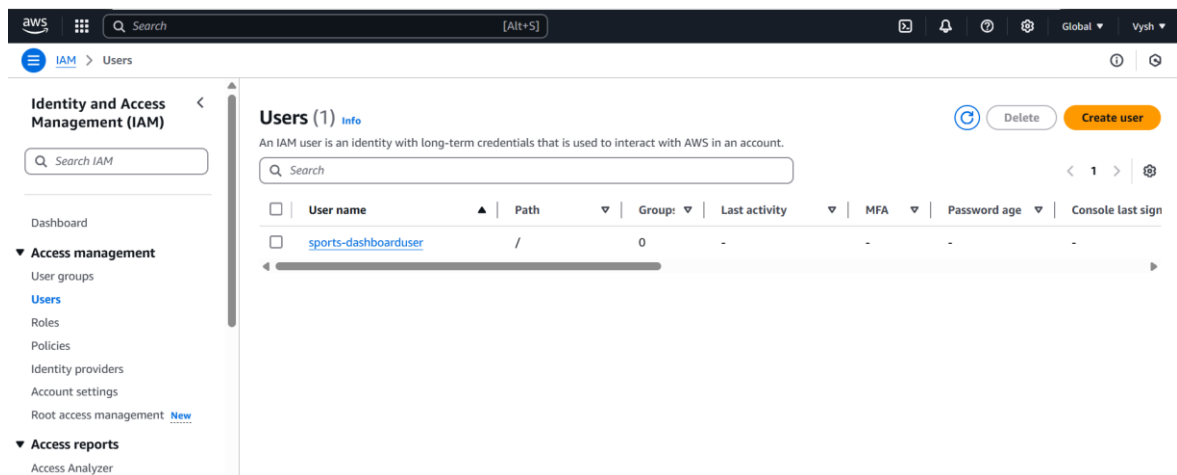 aws
Search [Alt+S] Global Vysh
IAM > Users
Identity and Access
Management (IAM)
Search IAM
Dashboard
Access management
User groups
Users
Roles
Policies
Identity providers
Account settings
Root access management New
Access reports
Access Analyzer
Users (1) Info
Delete Create user
An IAM user is an identity with long-term credentials that is used to interact with AWS in an account.
Search
1
User name Path Group: Last activity MFA Password age Console last sign
sports-dashboarduser / 0 - - - -